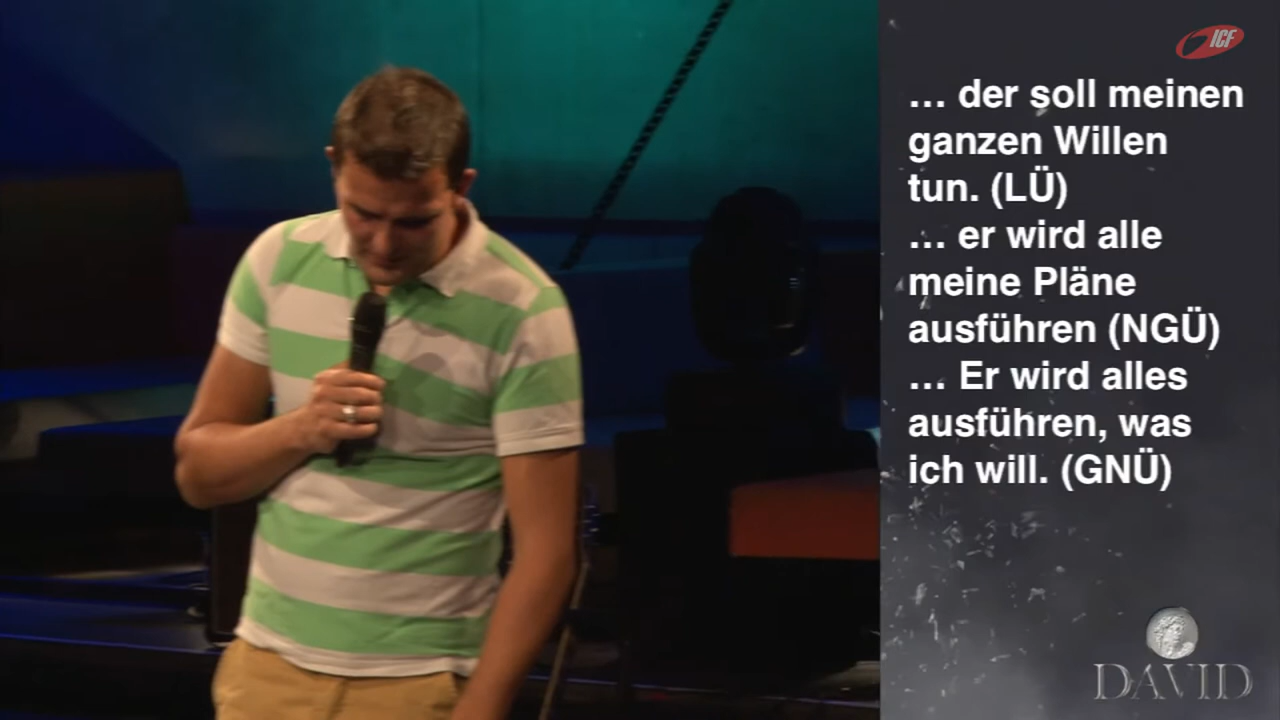 ICF
... der soll meinen
ganzen Willen
tun. (LÜ)
... er wird alle
meine Pläne
ausführen (NGÜ)
... Er wird alles
ausführen, was
ich will. (GNÜ)
DAVID